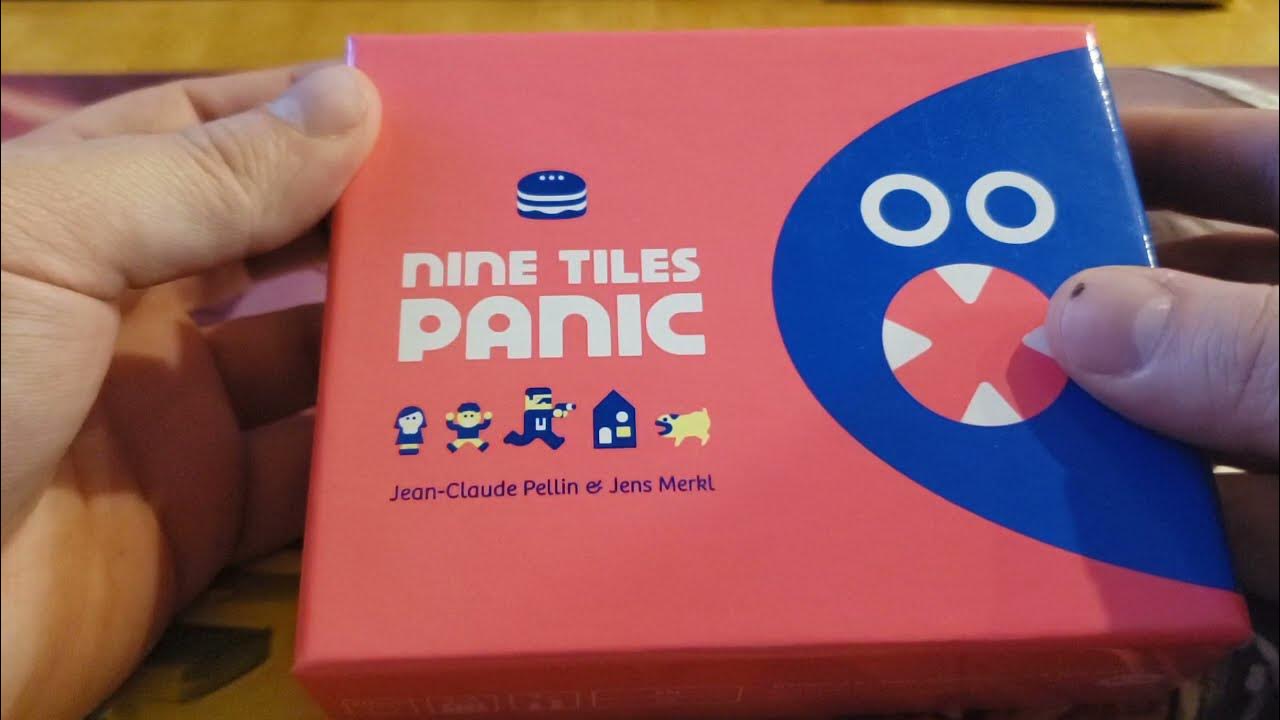 NINE TILES
PANIC
Jean-Claude Pellin & Jens Merkl